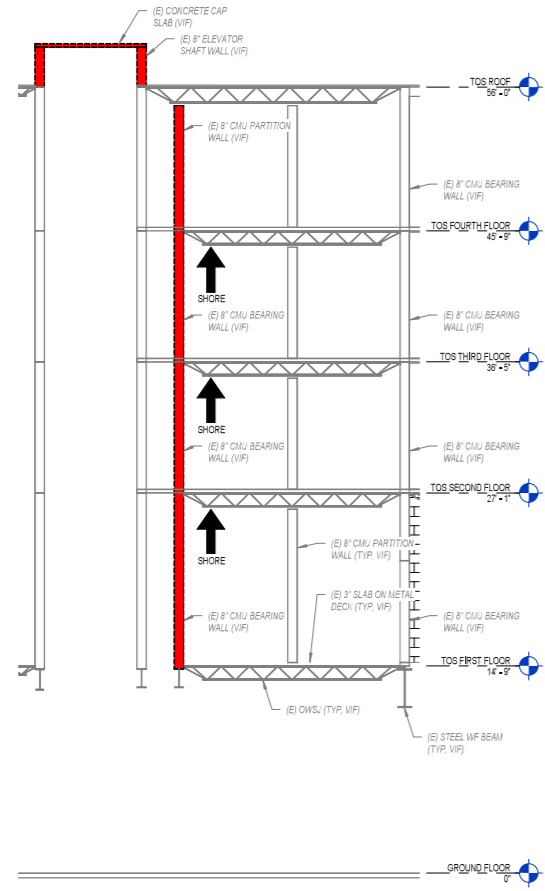 (E) CONCRETE CAP
SLAB (VIF)
(E) 8" ELEVATOR
SHAFT WALL (VIF)
TOS ROOF
56' - 0"
(E) 8" CMU PARTITION
WALL (VIF)
(E) 8" CMU BEARING
WALL (VIF)
TOS FOURTH FLOOR
45' - 9"
SHORE
(E) 8" CMU BEARING
WALL (VIF)
(E) 8" CMU BEARING
WALL (VIF)
TOS THIRD FLOOR
36' - 5"
SHORE
(E) 8" CMU BEARING
WALL (VIF)
(E) 8" CMU BEARING
WALL (VIF)
TOS SECOND FLOOR
27' - 1"
SHORE
(E) 8" CMU PARTITION
WALL (TYP, VIF)
(E) 3" SLAB ON METAL
DECK (TYP, VIF)
(E) 8" CMU BEARING
WALL (VIF)
(E) 8" CMU BEARING
WALL (VIF)
TOS FIRST FLOOR
14' - 9"
(E) OWSJ (TYP, VIF)
(E) STEEL WF BEAM
(TYP, VIF)
GROUND FLOOR
0"